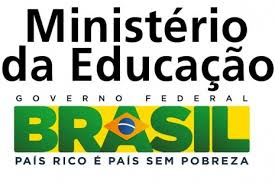 Ministério
da Educação
GOVERNO FEDERAL
BRASIL
PAÍS RICO É PAÍS SEM POBREZA